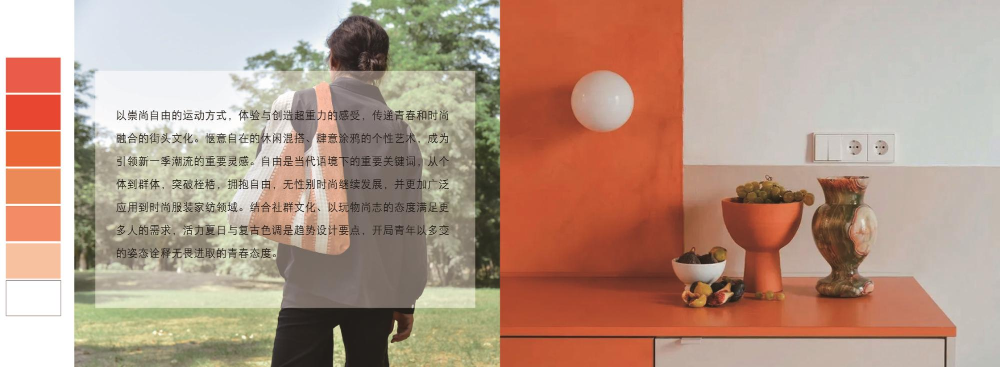 以崇尚自由的运动方式，体验与创造超重力的感受，传递青春和时尚
融合的街头文化。惬意自在的休闲混搭、肆意涂鸦的个性艺术，成为
引领新一季潮流的重要灵感。自由是当代语境下的重要关键词，从个
体到群体，突破桎梏，拥抱自由，无性别时尚继续发展，并更加广泛
应用到时尚服装家纺领域。结合社群文化、以玩物尚志的态度满足更
多人的需求，活力夏日与复古色调是趋势设计要点，开局青年以多变
的姿态诠释无畏进取的青春态度。